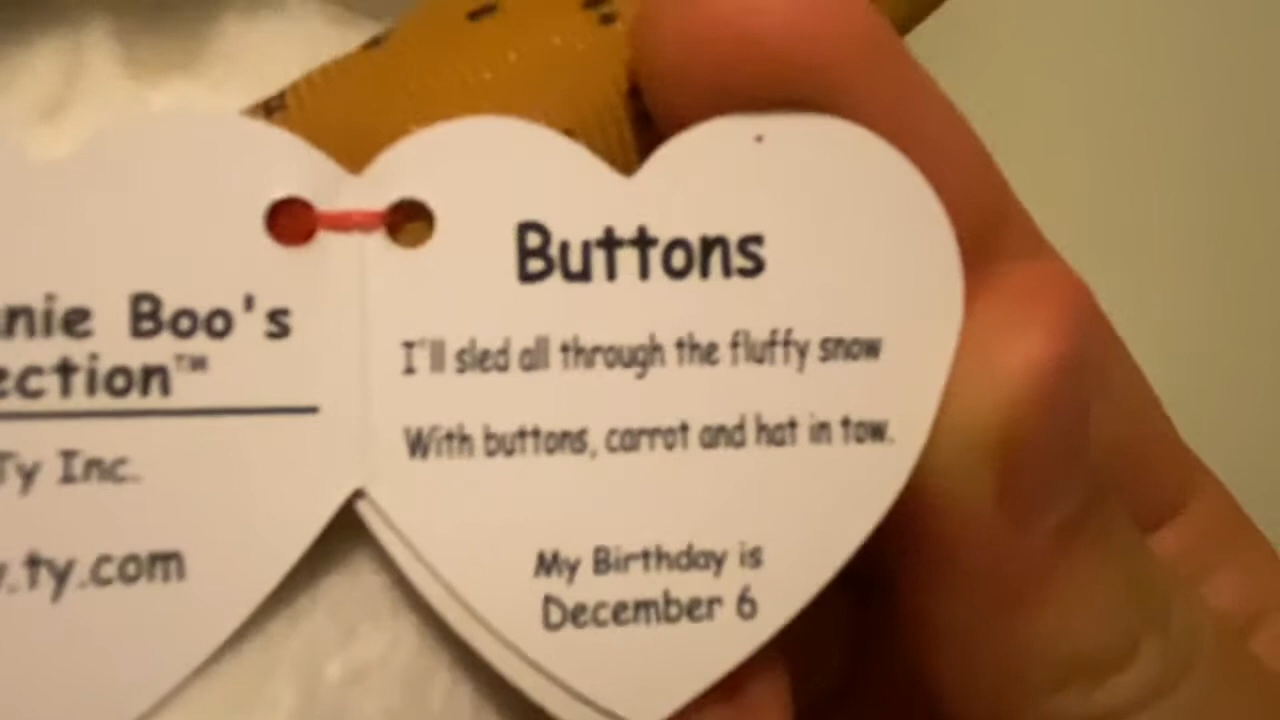 nie Boo's
ection™
Ty Inc.
.ty.com
Buttons
I'll sled all through the fluffy snow
With buttons, carrot and hat in tow.
My Birthday is
December 6